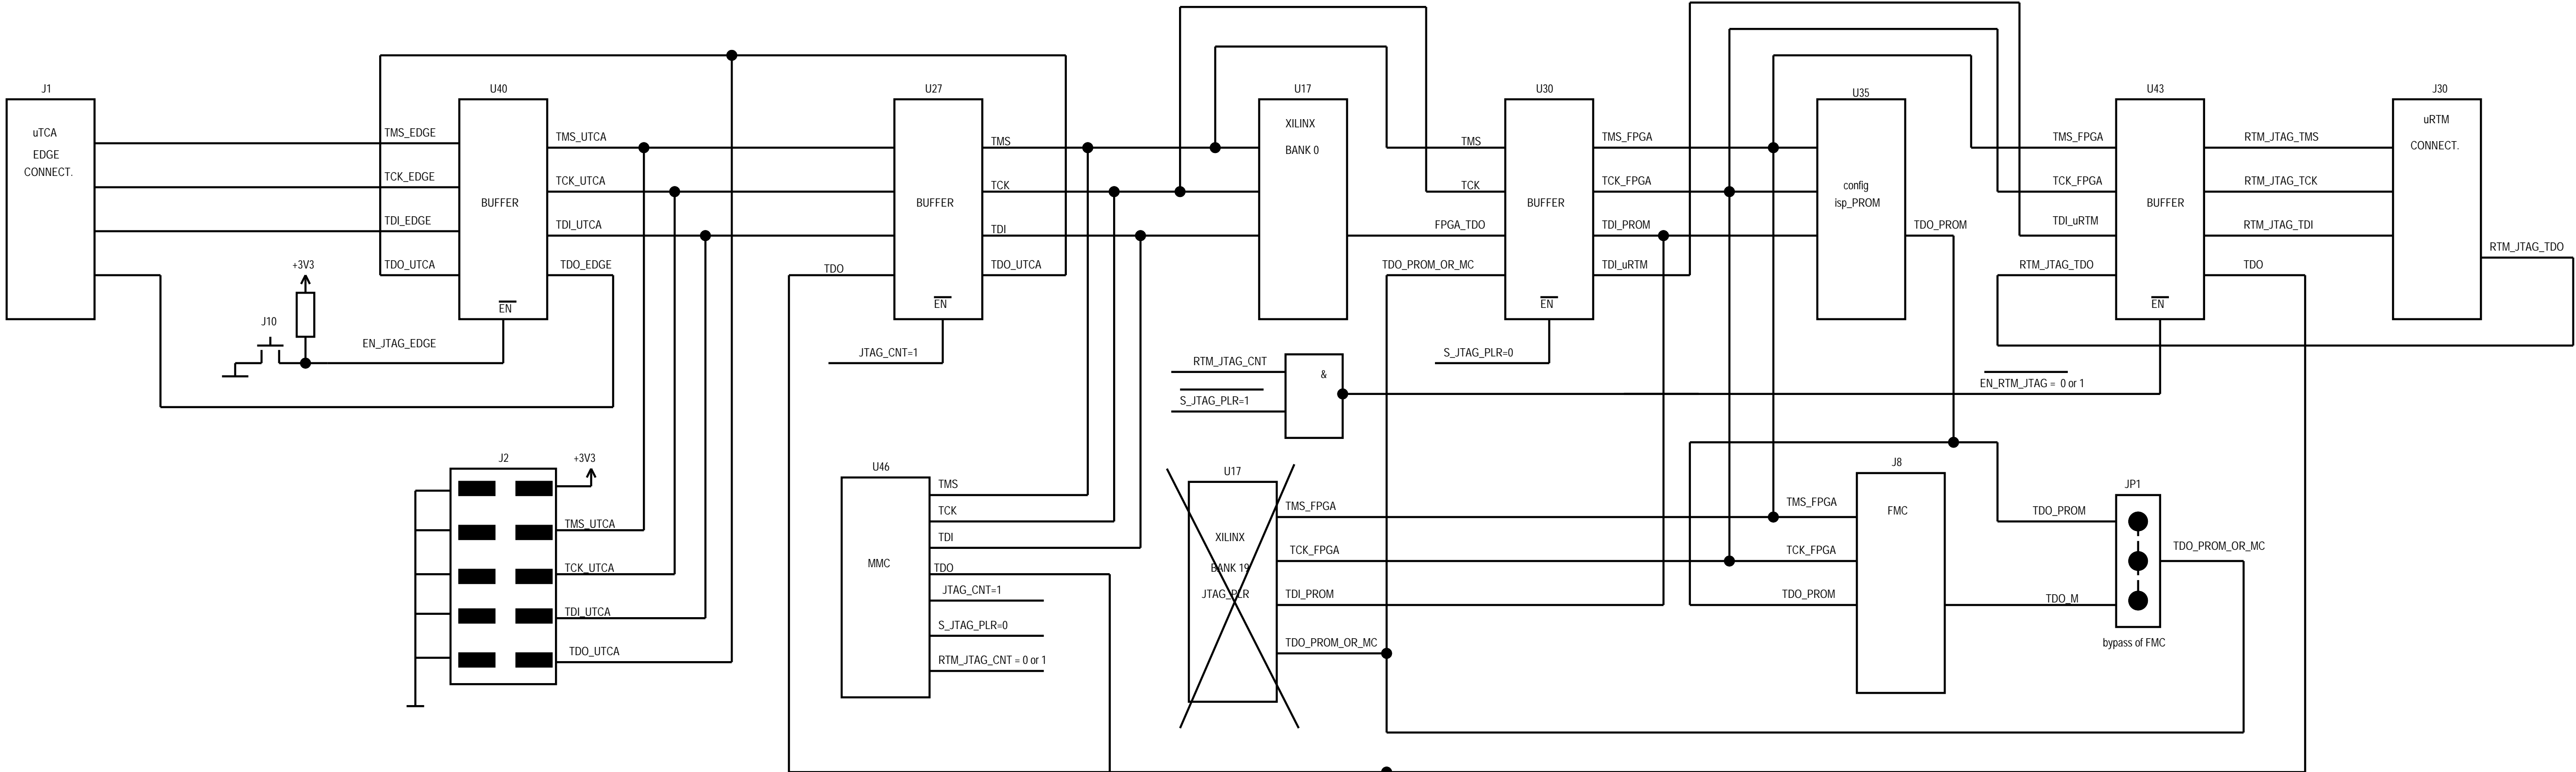 J1
uTCA
EDGE
CONNECT.
TMS_EDGE
TCK_EDGE
TDI_EDGE
TDO_UTCA
U40
BUFFER
EN
TMS_UTCA
TCK_UTCA
TDI_UTCA
TDO_EDGE
+3V3
J10
EN_JTAG_EDGE
U27
BUFFER
EN
TMS
TCK
TDI
TDO_UTCA
TDO
JTAG_CNT=1
U17
XILINX
BANK 0
FPGA_TDO
TMS
TCK
TDO_PROM_OR_MC
U30
BUFFER
EN
S_JTAG_PLR=0
TMS_FPGA
TCK_FPGA
TDI_PROM
TDI_uRTM
U35
config
isp_PROM
TDO_PROM
TMS_FPGA
TCK_FPGA
TDI_uRTM
RTM_JTAG_TDO
U43
BUFFER
EN
RTM_JTAG_TMS
RTM_JTAG_TCK
RTM_JTAG_TDI
TDO
J30
uRTM
CONNECT.
RTM_JTAG_TDO
RTM_JTAG_CNT
S_JTAG_PLR=1
&
EN_RTM_JTAG = 0 or 1
J2
+3V3
TMS_UTCA
TCK_UTCA
TDI_UTCA
TDO_UTCA
U46
MMC
TMS
TCK
TDI
TDO
JTAG_CNT=1
S_JTAG_PLR=0
RTM_JTAG_CNT = 0 or 1
U17
XILINX
BANK 19
JTAG_PLR
TMS_FPGA
TCK_FPGA
TDI_PROM
TDO_PROM_OR_MC
TMS_FPGA
TCK_FPGA
TDO_PROM
J8
FMC
TDO_M
TDO_PROM
JP1
TDO_PROM_OR_MC
bypass of FMC